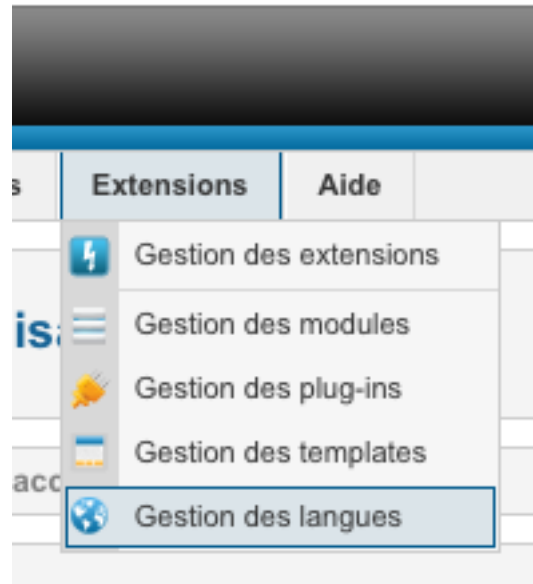 Extensions Aide
Gestion des extensions
Gestion des modules
Gestion des plug-ins
Gestion des templates
Gestion des langues